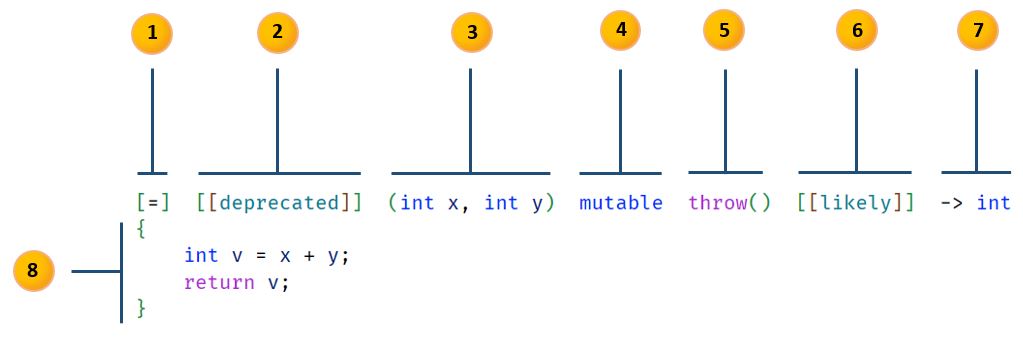 1 2 3 4 5 6 7
[=] [[deprecated]] (int x, int y) mutable throw() [[likely]] -> int
{
int v = x + y;
8
return v;
}